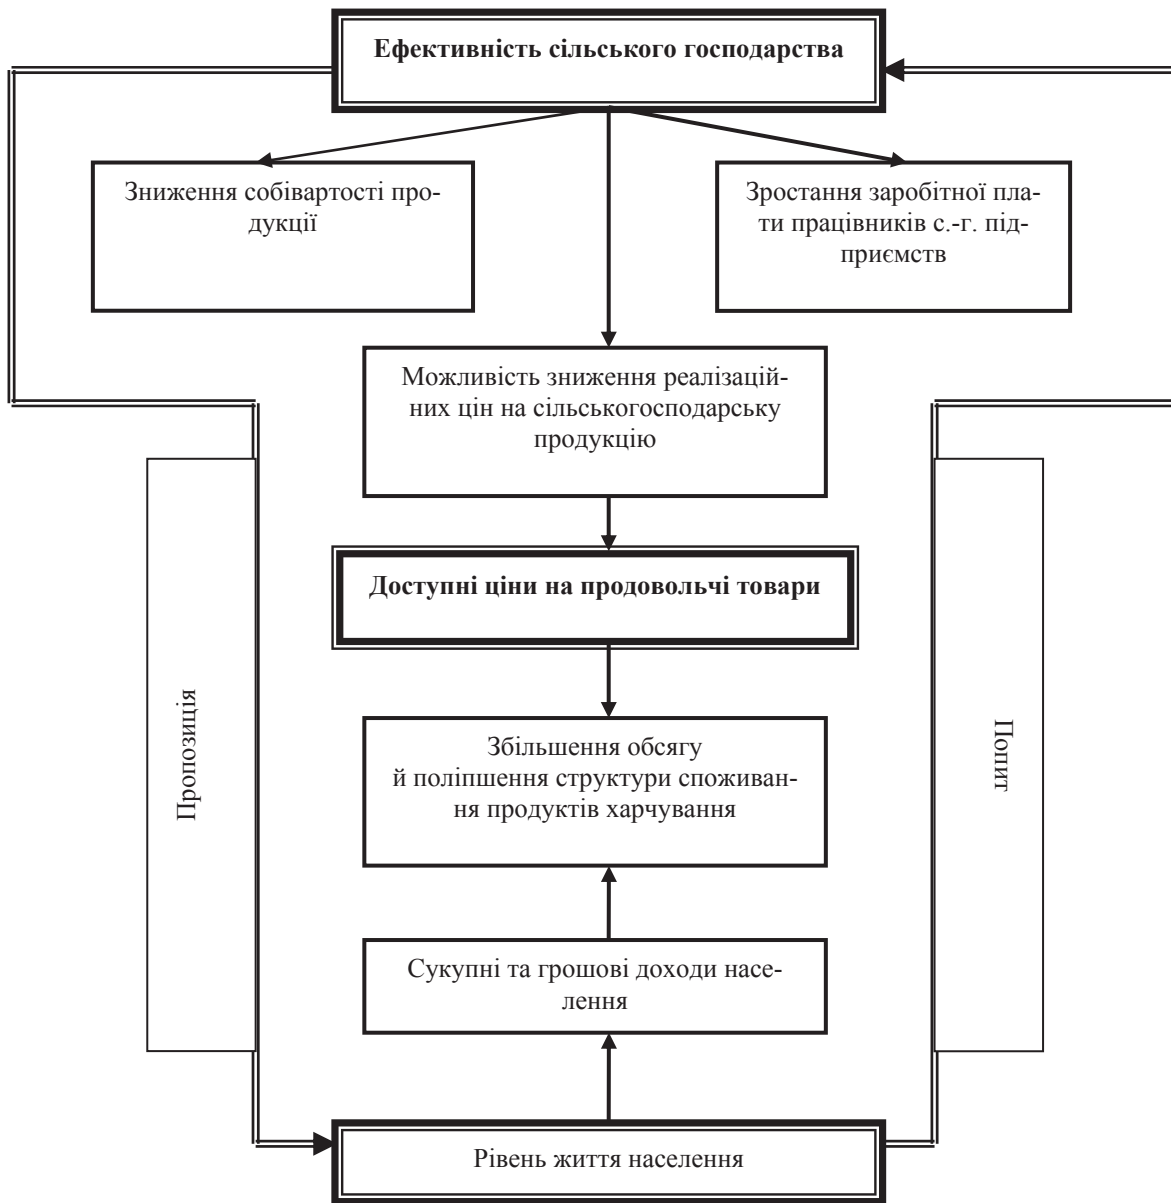 Ефективність сільського господарства
Зниження собівартості про-
дукції
Зростання заробітної пла-
ти працівників с.-г. під-
приємств
Можливість зниження реалізацій-
них цін на сільськогосподарську
продукцію
Доступні ціни на продовольчі товари
Пропозиція
Попит
Збільшення обсягу
й поліпшення структури споживан-
ня продуктів харчування
Сукупні та грошові доходи насе-
лення
Рівень життя населення